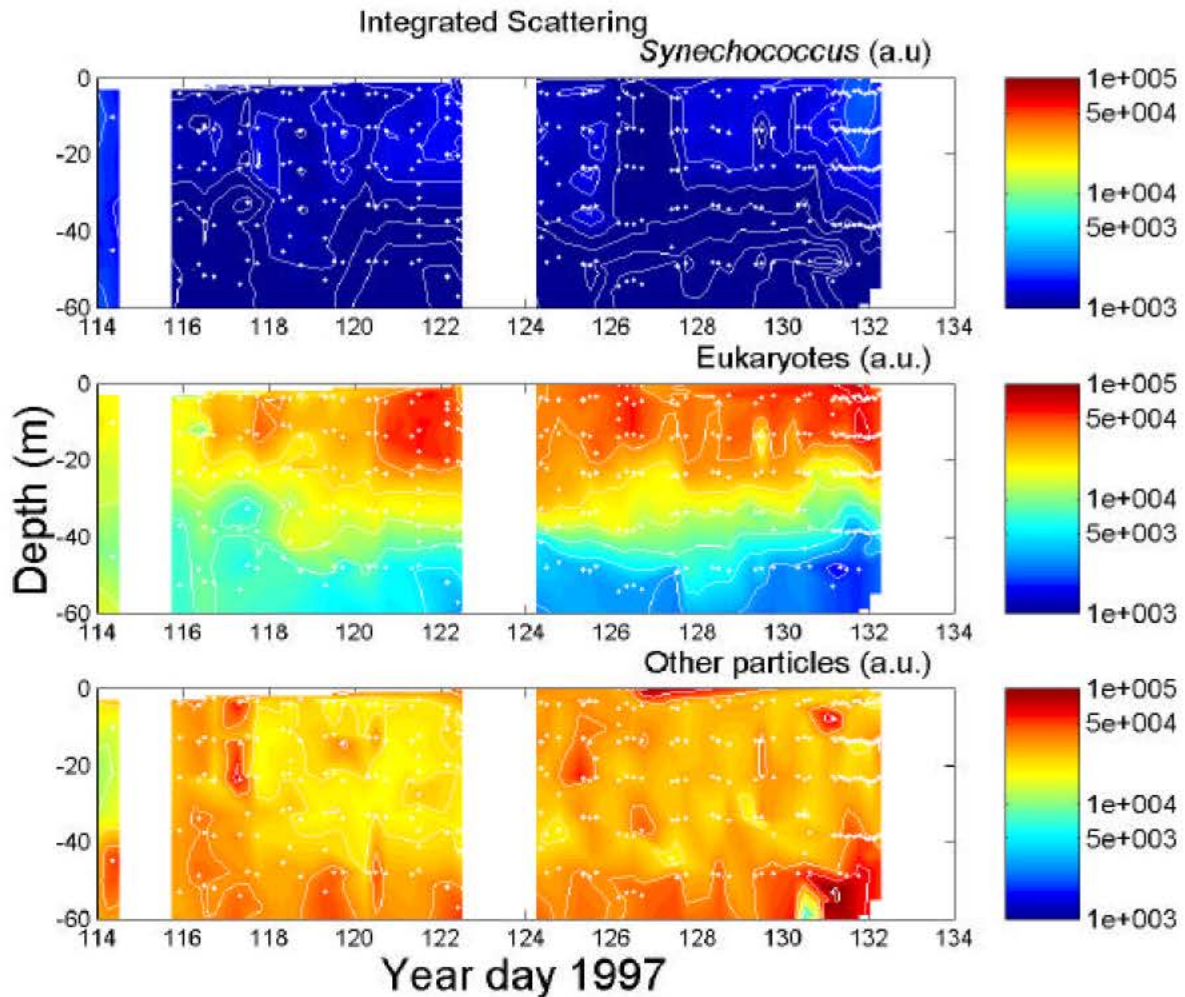 Integrated Scattering
Synechococcus (a.u)
0
-20
-40
-60
114 116 118 120 122 124 126 128 130 132 134
1e+005
5e+004
1e+004
5e+003
1e+003
Eukaryotes (a.u.)
0
-20
-40
-60
114 116 118 120 122 124 126 128 130 132 134
1e+005
5e+004
1e+004
5e+003
1e+003
Depth (m)
Other particles (a.u.)
0
-20
-40
-60
114 116 118 120 122 124 126 128 130 132 134
1e+005
5e+004
1e+004
5e+003
1e+003
Year day 1997